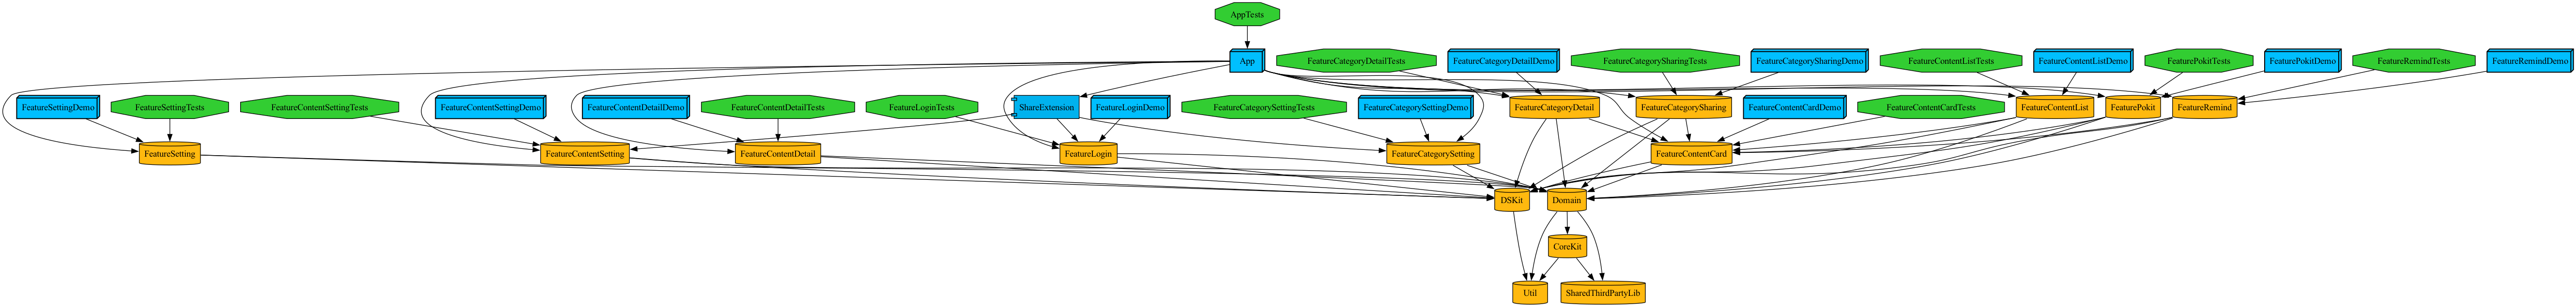 AppTests
App
FeatureCategoryDetailTests
FeatureCategoryDetailDemo
FeatureCategorySharingTests
FeatureCategorySharingDemo
FeatureContentListTests
FeatureContentListDemo
FeaturePokitTests
FeaturePokitDemo
FeatureRemindTests
FeatureRemindDemo
FeatureSettingDemo
FeatureSettingTests
FeatureContentSettingTests
FeatureContentSettingDemo
FeatureContentDetailDemo
FeatureContentDetailTests
FeatureLoginTests
ShareExtension
FeatureLoginDemo
FeatureCategorySettingTests
FeatureCategorySettingDemo
FeatureCategoryDetail
FeatureCategorySharing
FeatureContentCardDemo
FeatureContentCardTests
FeatureContentList
FeaturePokit
FeatureRemind
FeatureSetting
FeatureContentSetting
FeatureContentDetail
FeatureLogin
FeatureCategorySetting
FeatureContentCard
DSKit
Domain
CoreKit
Util
SharedThirdPartyLib